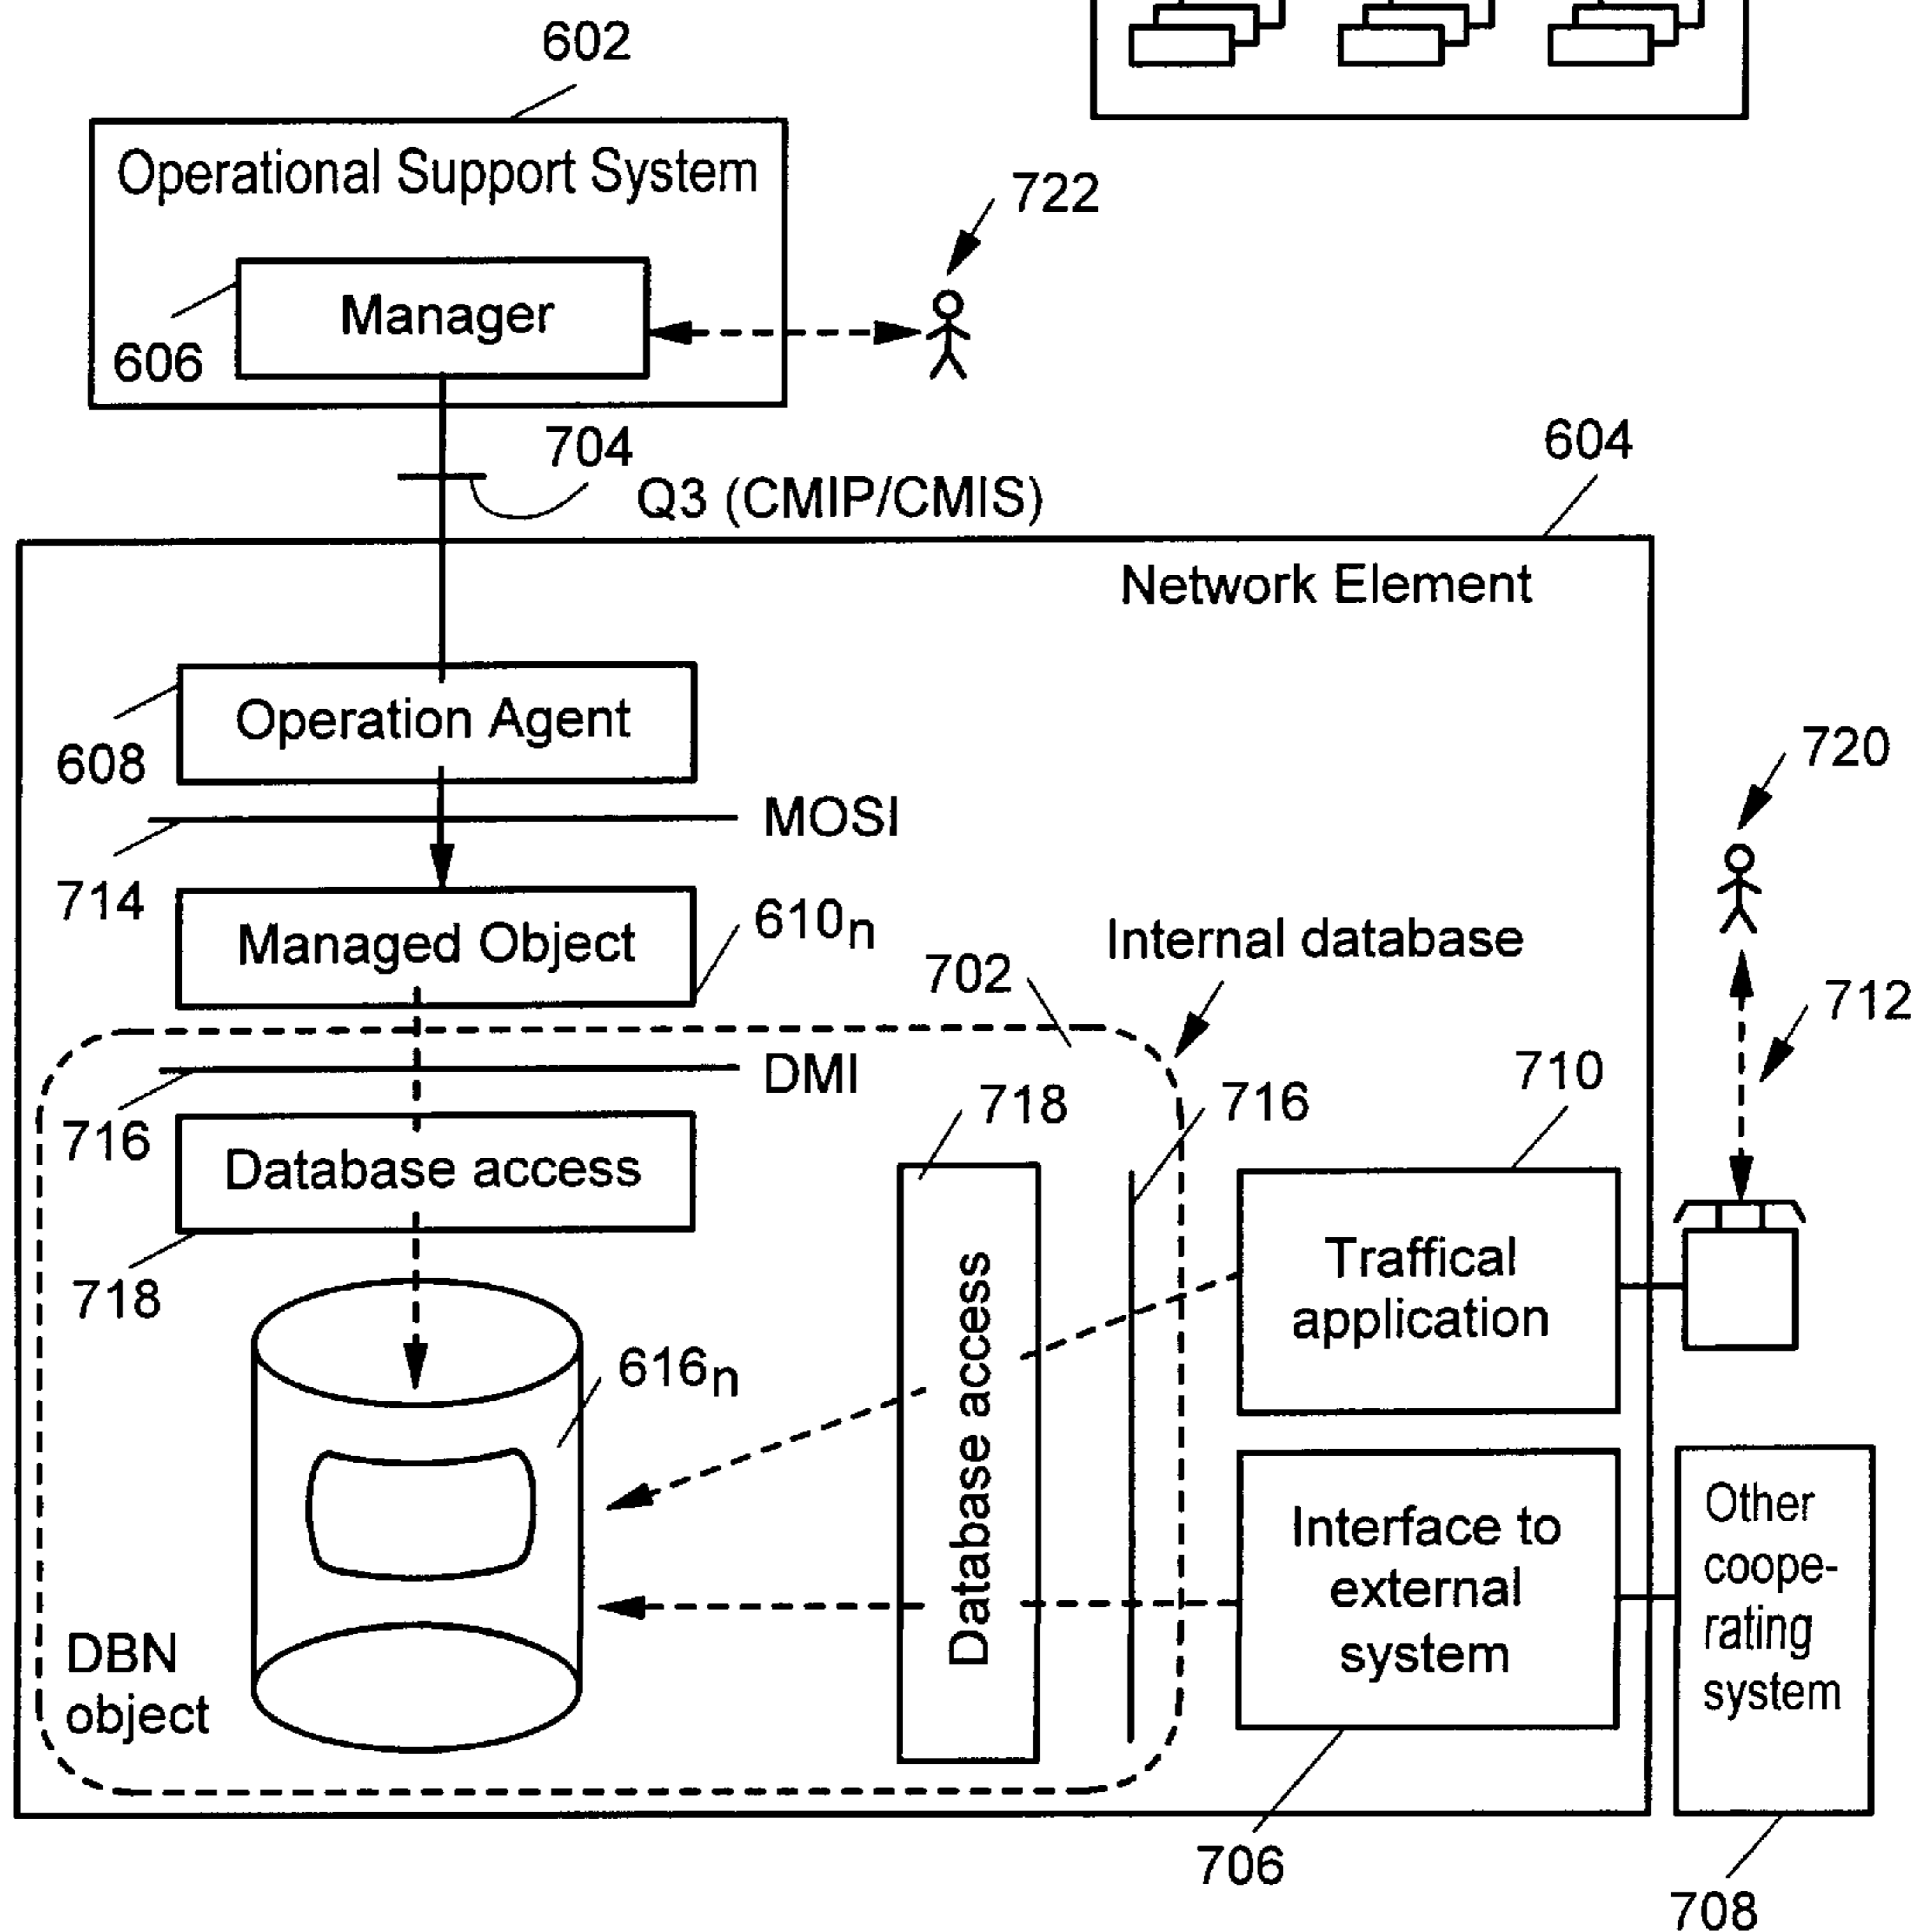 602
Operational Support System
722
Manager
606
704
604
Q3 (CMIP/CMIS)
Network Element
Operation Agent
608
720
MOSI
714
610n
Managed Object
Internal database
702
712
DMI
710
718
716
716
Database access
718
Database access
Traffical
application
616n
Interface to
external
system
Other
coope-
rating
system
DBN
object
706
708